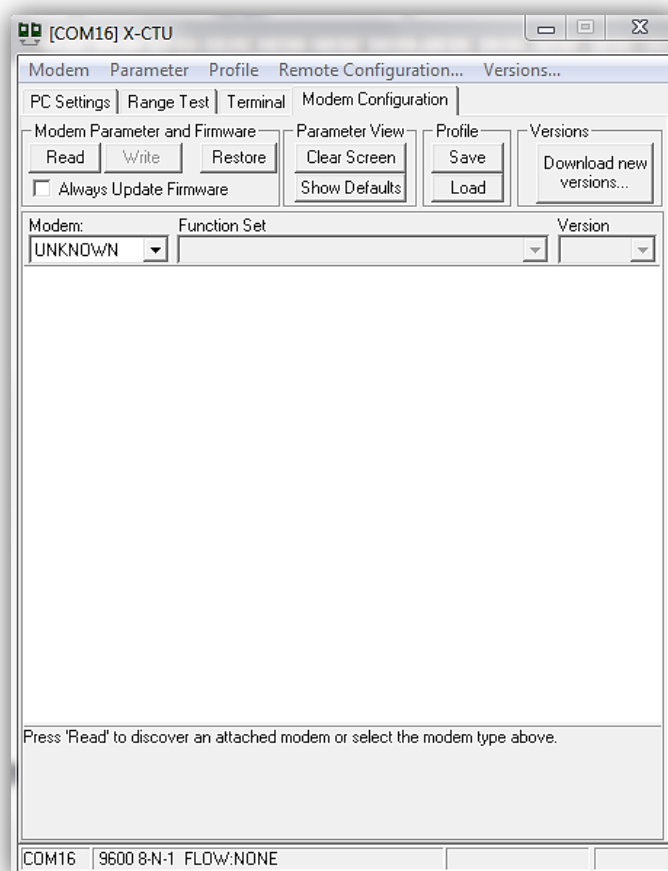 [COM16] X-CTU
Modem Parameter Profile Remote Configuration... Versions...
PC Settings Range Test Terminal Modem Configuration
Modem Parameter and Firmware Parameter View Profile Versions
Read Write Restore Clear Screen Save Download new versions...
Always Update Firmware Show Defaults Load
Modem: Function Set Version
UNKNOWN
Press 'Read' to discover an attached modem or select the modem type above.
COM16 9600 8-N-1 FLOW:NONE